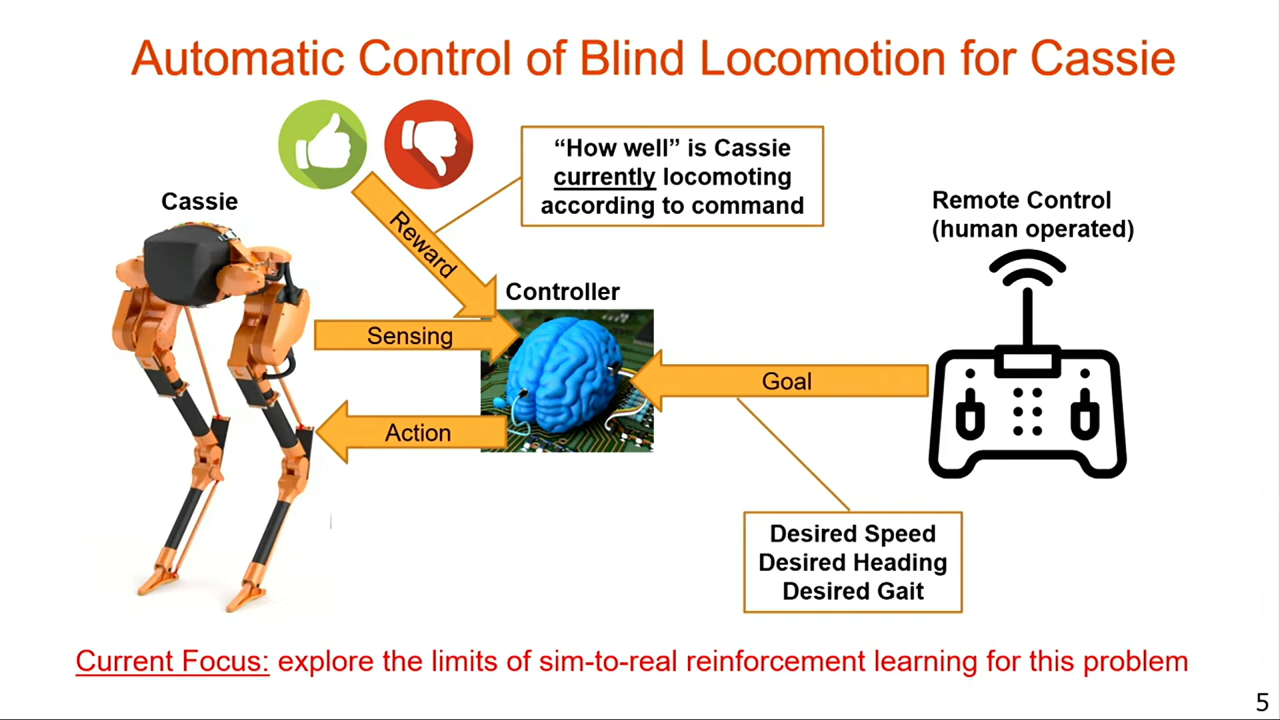 Automatic Control of Blind Locomotion for Cassie
"How well" is Cassie
currently locomoting
according to command
Cassie
Remote Control
(human operated)
Reward
Controller
Sensing
Goal
Action
Desired Speed
Desired Heading
Desired Gait
Current Focus: explore the limits of sim-to-real reinforcement learning for this problem
5